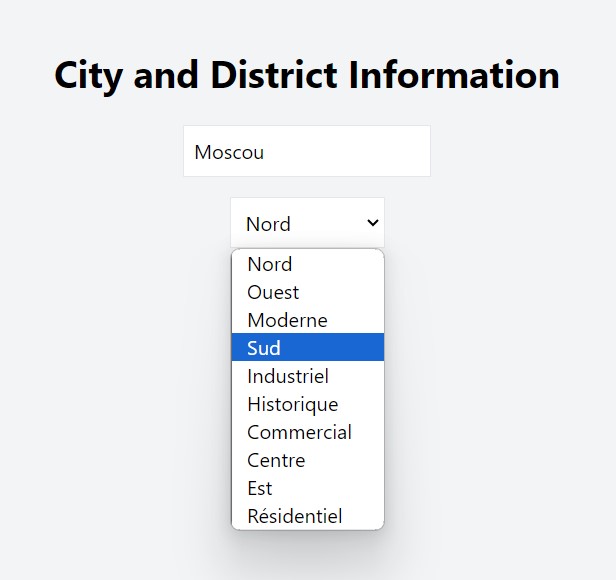 City and District Information
Moscou
Nord
Nord
Ouest
Moderne
Sud
Industriel
Historique
Commercial
Centre
Est
Résidentiel